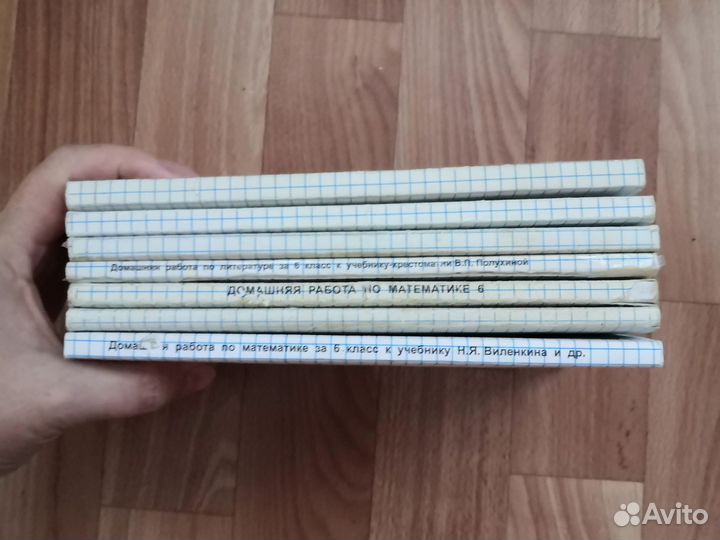 Домашняя работа по литературе за 6 класс к учебнику-хрестоматии В.П. Полухиной
ДОМАШНЯЯ РАБОТА ПО МАТЕМАТИКЕ 6
Домашняя работа по математике за 6 класс к учебнику Н.Я. Виленкина и др.
Avito